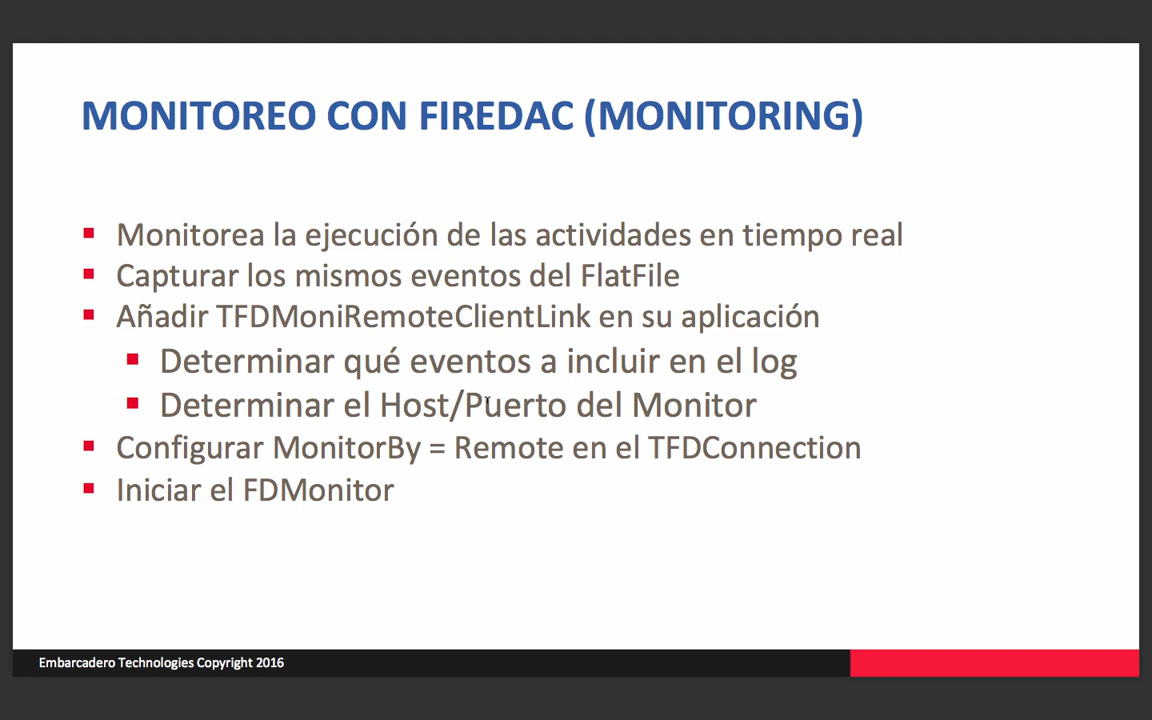 MONITOREO CON FIREDAC (MONITORING)
Monitorea la ejecución de las actividades en tiempo real
Capturar los mismos eventos del FlatFile
Añadir TFDMoniRemoteClientLink en su aplicación
Determinar qué eventos a incluir en el log
Determinar el Host/Puerto del Monitor
Configurar MonitorBy = Remote en el TFDConnection
Iniciar el FDMonitor
Embarcadero Technologies Copyright 2016